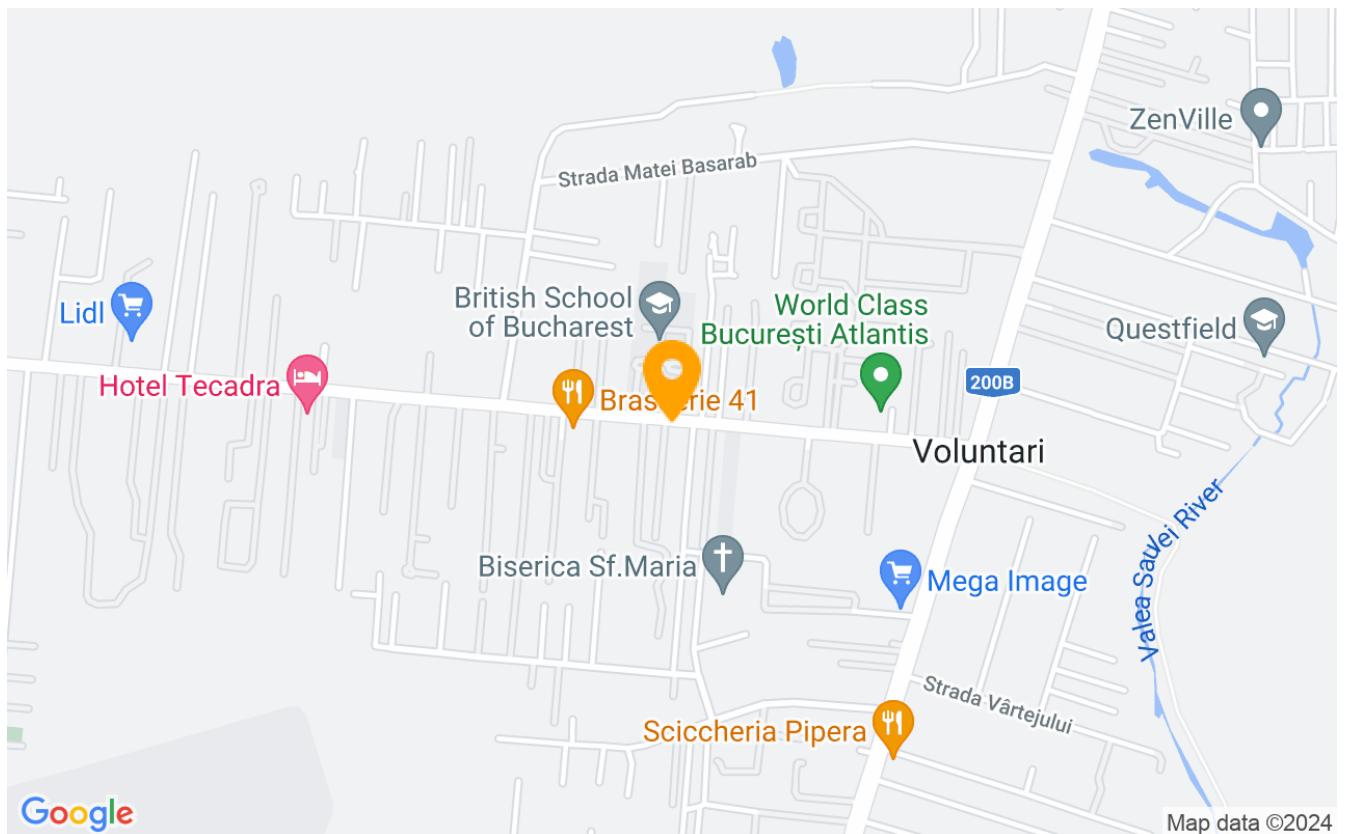 ZenVille
Strada Matei Basarab
British School
of Bucharest
World Class
București Atlantis
Lidl
Questfield
Hotel Tecadra
200B
Brasserie 41
Voluntari
Valea Saulei River
Biserica Sf.Maria
Mega Image
Strada Vârtejului
Sciccheria Pipera
Google
Map data ©2024